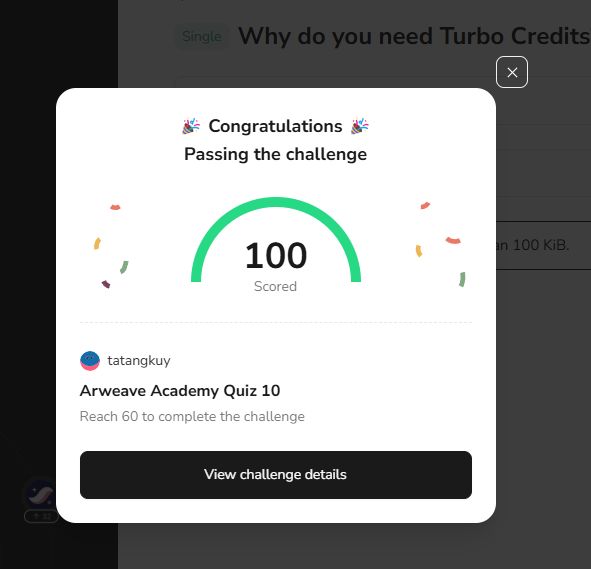 Single Why do you need Turbo Credits
Congratulations
Passing the challenge
an 100 KiB.
100
Scored
tatangkuy
Arweave Academy Quiz 10
Reach 60 to complete the challenge
View challenge details